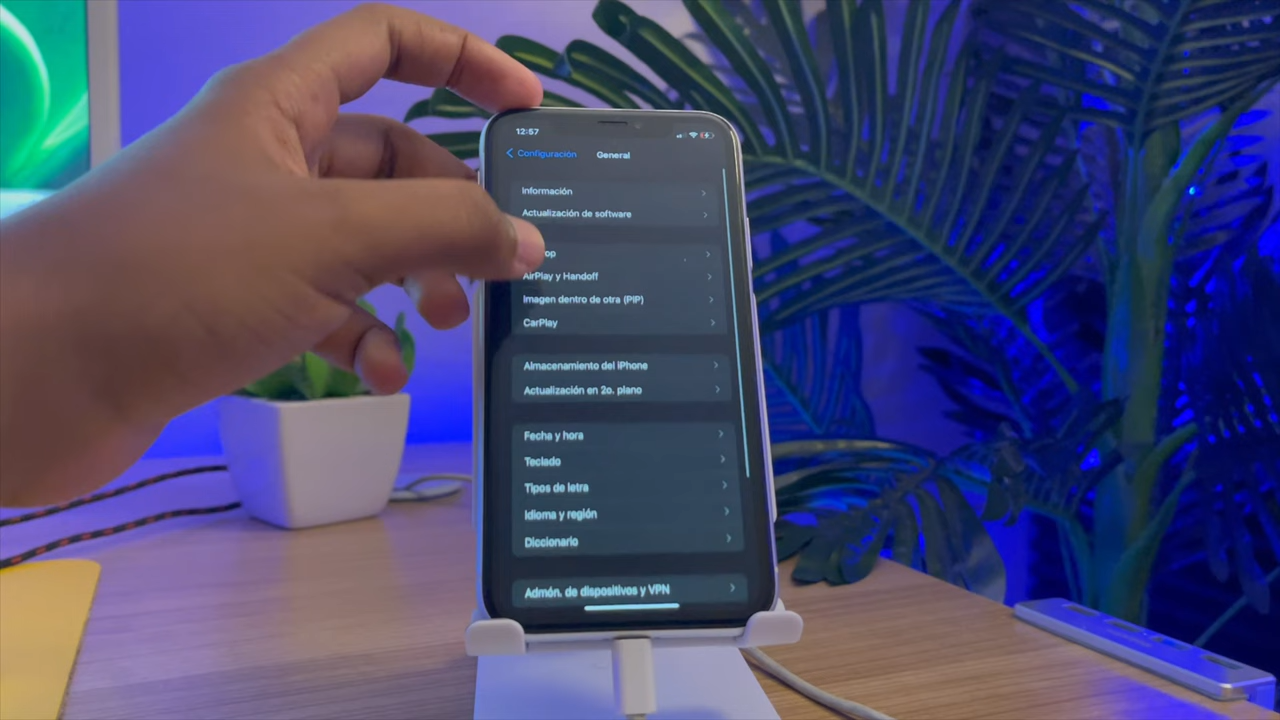 12:57
Configuración
General
Información
Actualización de software
op
AirPlay y Handoff
Imagen dentro de otra (PIP)
CarPlay
Almacenamiento del iPhone
Actualización en 2o. plano
Fecha y hora
Teclado
Tipos de letra
Idioma y región
Diccionario
Admón. de dispositivos y VPN